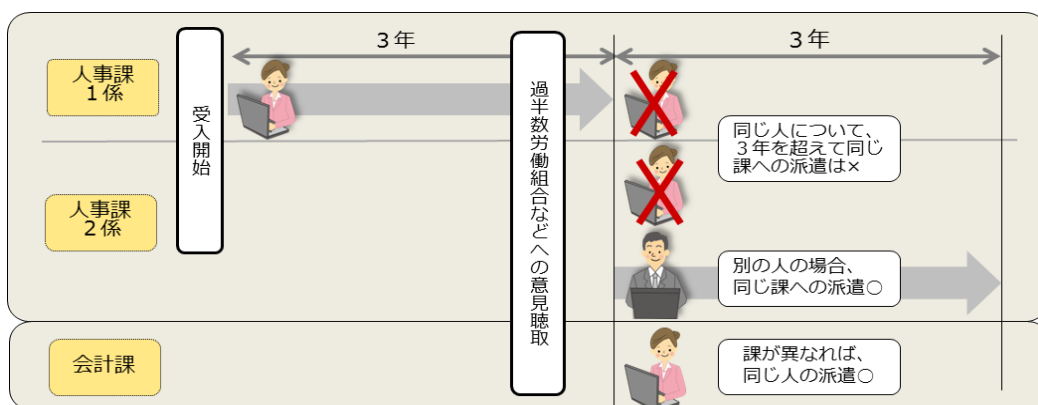 3年
3年
人事課
1係
受入開始
過半数労働組合などへの意見聴取
同じ人について、
3年を超えて同じ
課への派遣は×
人事課
2係
別の人の場合、
同じ課への派遣○
会計課
課が異なれば、
同じ人の派遣○